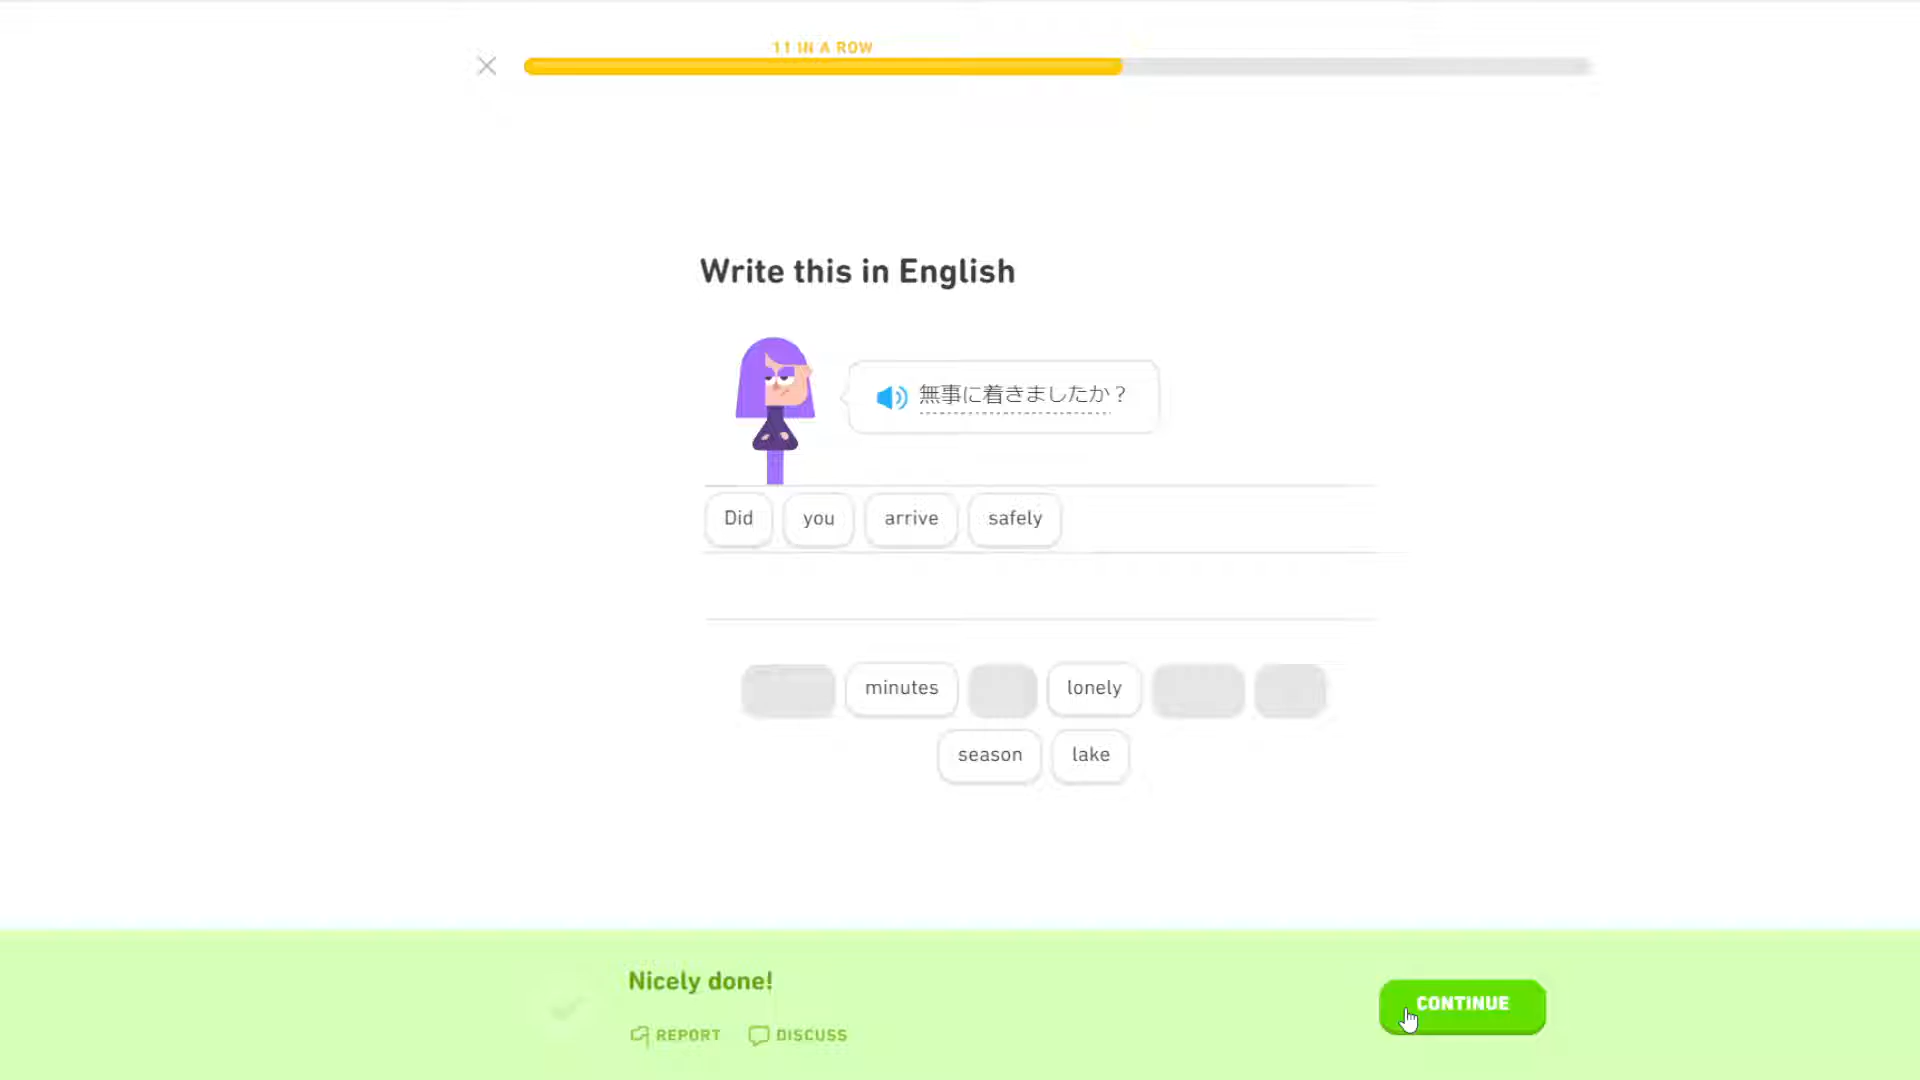 11 IN A ROW
Write this in English
無事に着きましたか？
Did you arrive safely
minutes lonely
season lake
Nicely done!
REPORT DISCUSS
CONTINUE